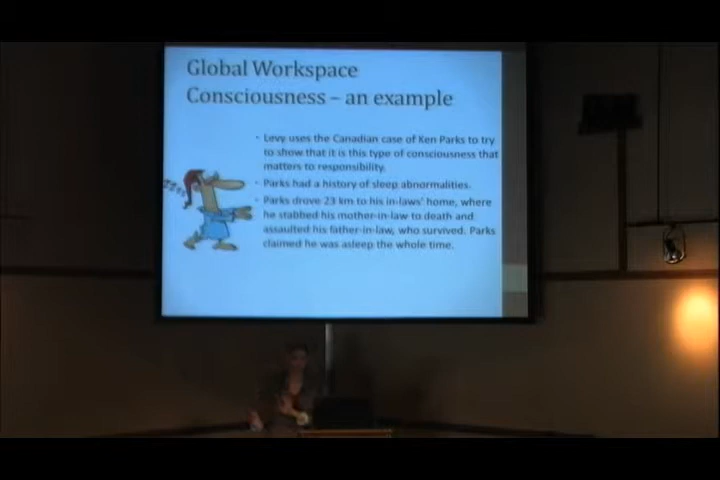 Global Workspace
Consciousness – an example
• Levy uses the Canadian case of Ken Parks to try
to show that it is this type of consciousness that
matters to responsibility.
• Parks had a history of sleep abnormalities.
• Parks drove 23 km to his in-laws' home, where
he stabbed his mother-in-law to death and
assaulted his father-in-law, who survived. Parks
claimed he was asleep the whole time.